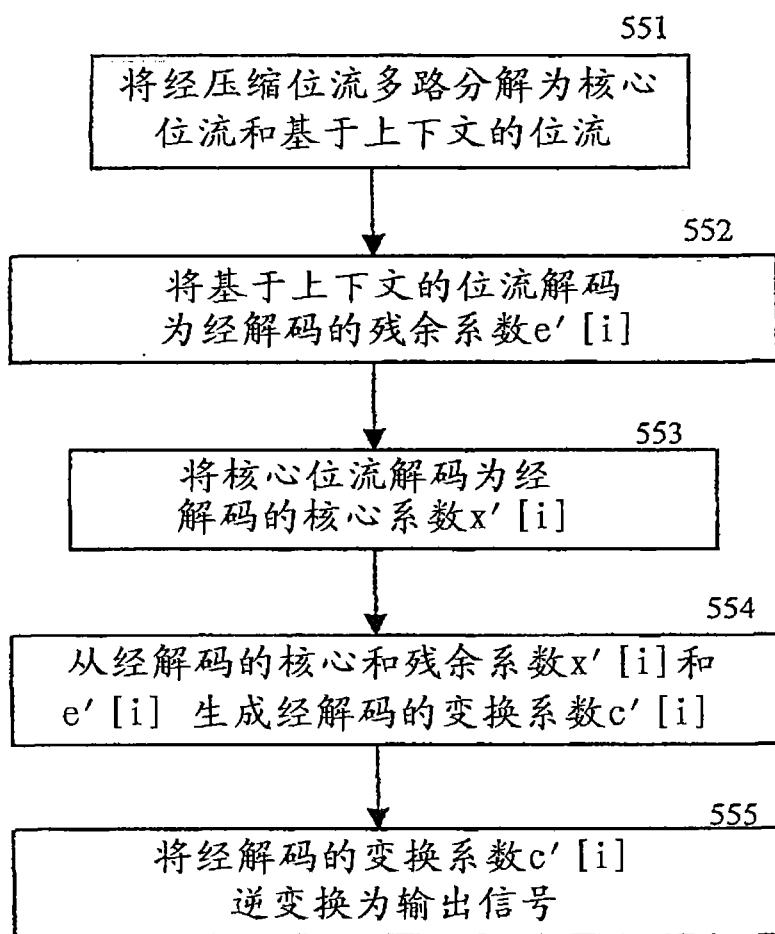 551
将经压缩位流多路分解为核心
位流和基于上下文的位流
552
将基于上下文的位流解码
为经解码的残余系数e′[i]
553
将核心位流解码为经
解码的核心系数x′[i]
554
从经解码的核心和残余系数x′[i]和
e′[i] 生成经解码的变换系数c′[i]
555
将经解码的变换系数c′[i]
逆变换为输出信号